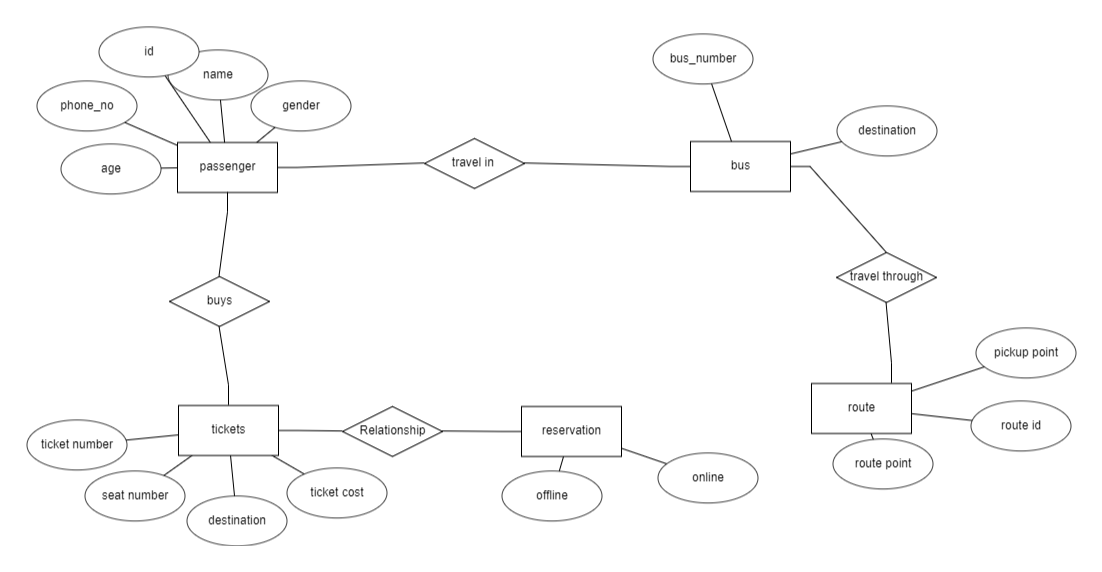 id
name
bus_number
phone_no
gender
destination
age
passenger
travel in
bus
travel through
buys
pickup point
route
route id
tickets
Relationship
reservation
ticket number
route point
seat number
ticket cost
offline
online
destination